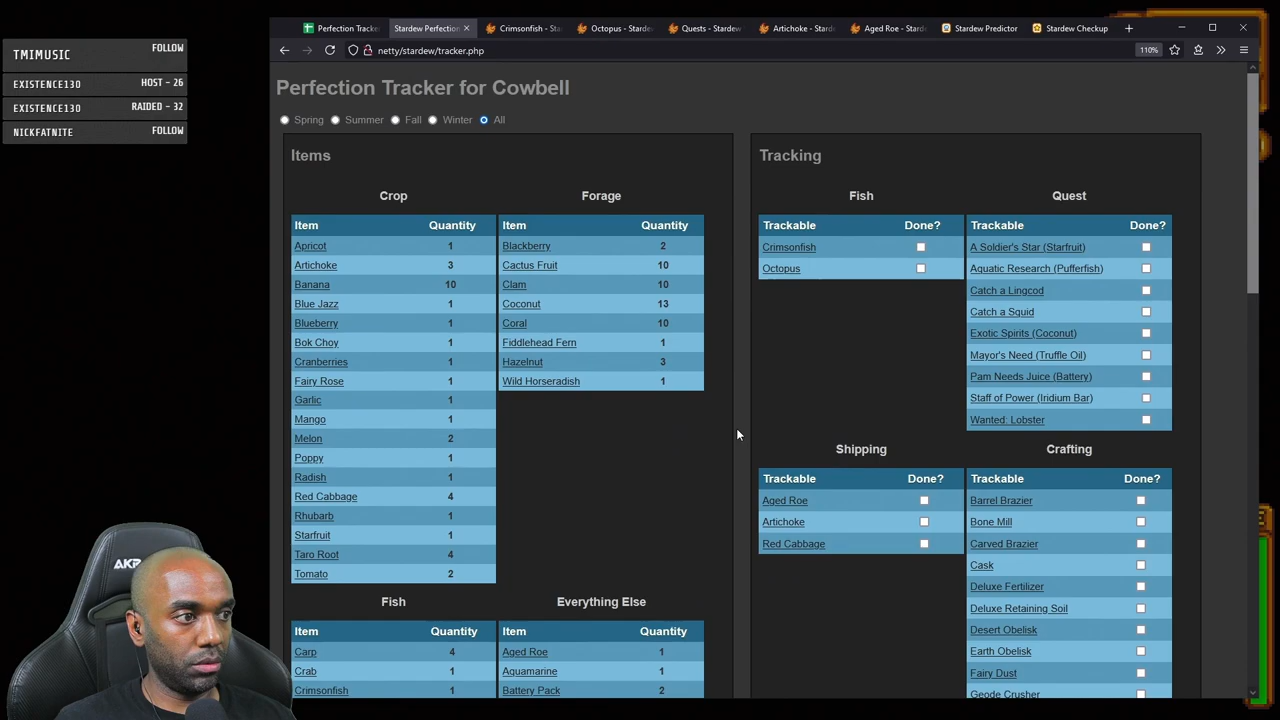 Perfection Tracke
Stardew Perfection
Crimsonfish - Sta
Octopus - Stardew
Quests - Stardew
Artichoke - Stard
Aged Roe - Stard
Stardew Predictor
Stardew Checkup
netty/stardew/tracker.php
110%
TMIMUSIC FOLLOW
EXISTENCE130 HOST - 26
EXISTENCE130 RAIDED - 32
NICKFATNITE FOLLOW
Perfection Tracker for Cowbell
Spring Summer Fall Winter All
Items
Crop
Item Quantity
Apricot 1
Artichoke 3
Banana 10
Blue Jazz 1
Blueberry 1
Bok Choy 1
Cranberries 1
Fairy Rose 1
Garlic 1
Mango 1
Melon 2
Poppy 1
Radish 1
Red Cabbage 4
Rhubarb 1
Starfruit 1
Taro Root 4
Tomato 2
Forage
Item Quantity
Blackberry 2
Cactus Fruit 10
Clam 10
Coconut 13
Coral 10
Fiddlehead Fern 1
Hazelnut 3
Wild Horseradish 1
Fish
Item Quantity
Carp 4
Crab 1
Crimsonfish 1
Everything Else
Item Quantity
Aged Roe 1
Aquamarine 1
Battery Pack 2
Tracking
Fish
Trackable Done?
Crimsonfish
Octopus
Quest
Trackable Done?
A Soldier's Star (Starfruit)
Aquatic Research (Pufferfish)
Catch a Lingcod
Catch a Squid
Exotic Spirits (Coconut)
Mayor's Need (Truffle Oil)
Pam Needs Juice (Battery)
Staff of Power (Iridium Bar)
Wanted: Lobster
Shipping
Trackable Done?
Aged Roe
Artichoke
Red Cabbage
Crafting
Trackable Done?
Barrel Brazier
Bone Mill
Carved Brazier
Cask
Deluxe Fertilizer
Deluxe Retaining Soil
Desert Obelisk
Earth Obelisk
Fairy Dust
Geode Crusher